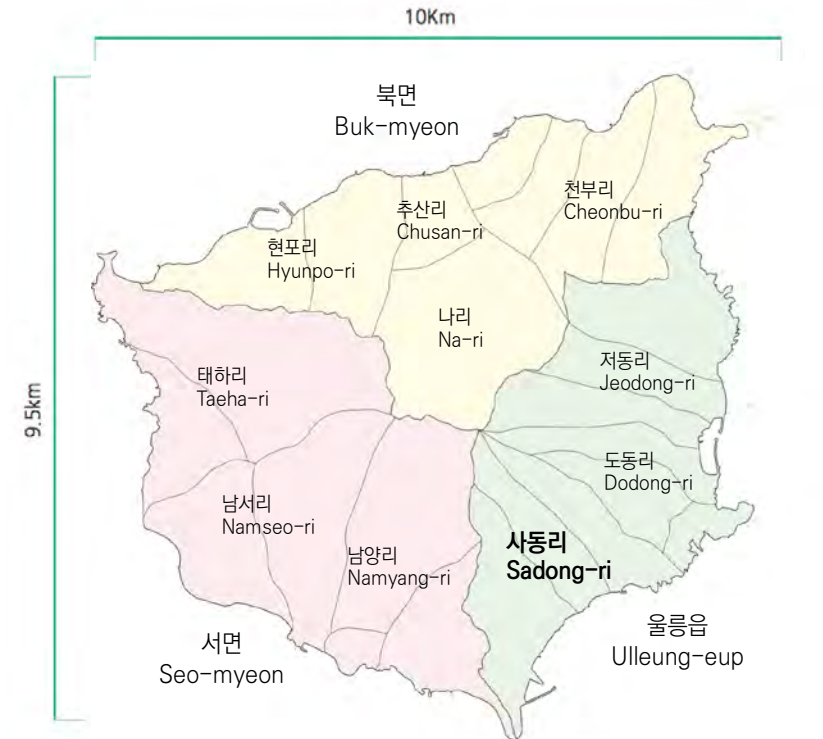 10Km
북면
Buk-myeon
천부리
Cheonbu-ri
추산리
Chusan-ri
현포리
Hyunpo-ri
나리
Na-ri
저동리
Jeodong-ri
태하리
Taeha-ri
9.5km
도동리
Dodong-ri
남서리
Namseo-ri
사동리
Sadong-ri
남양리
Namyang-ri
울릉읍
Ulleung-eup
서면
Seo-myeon